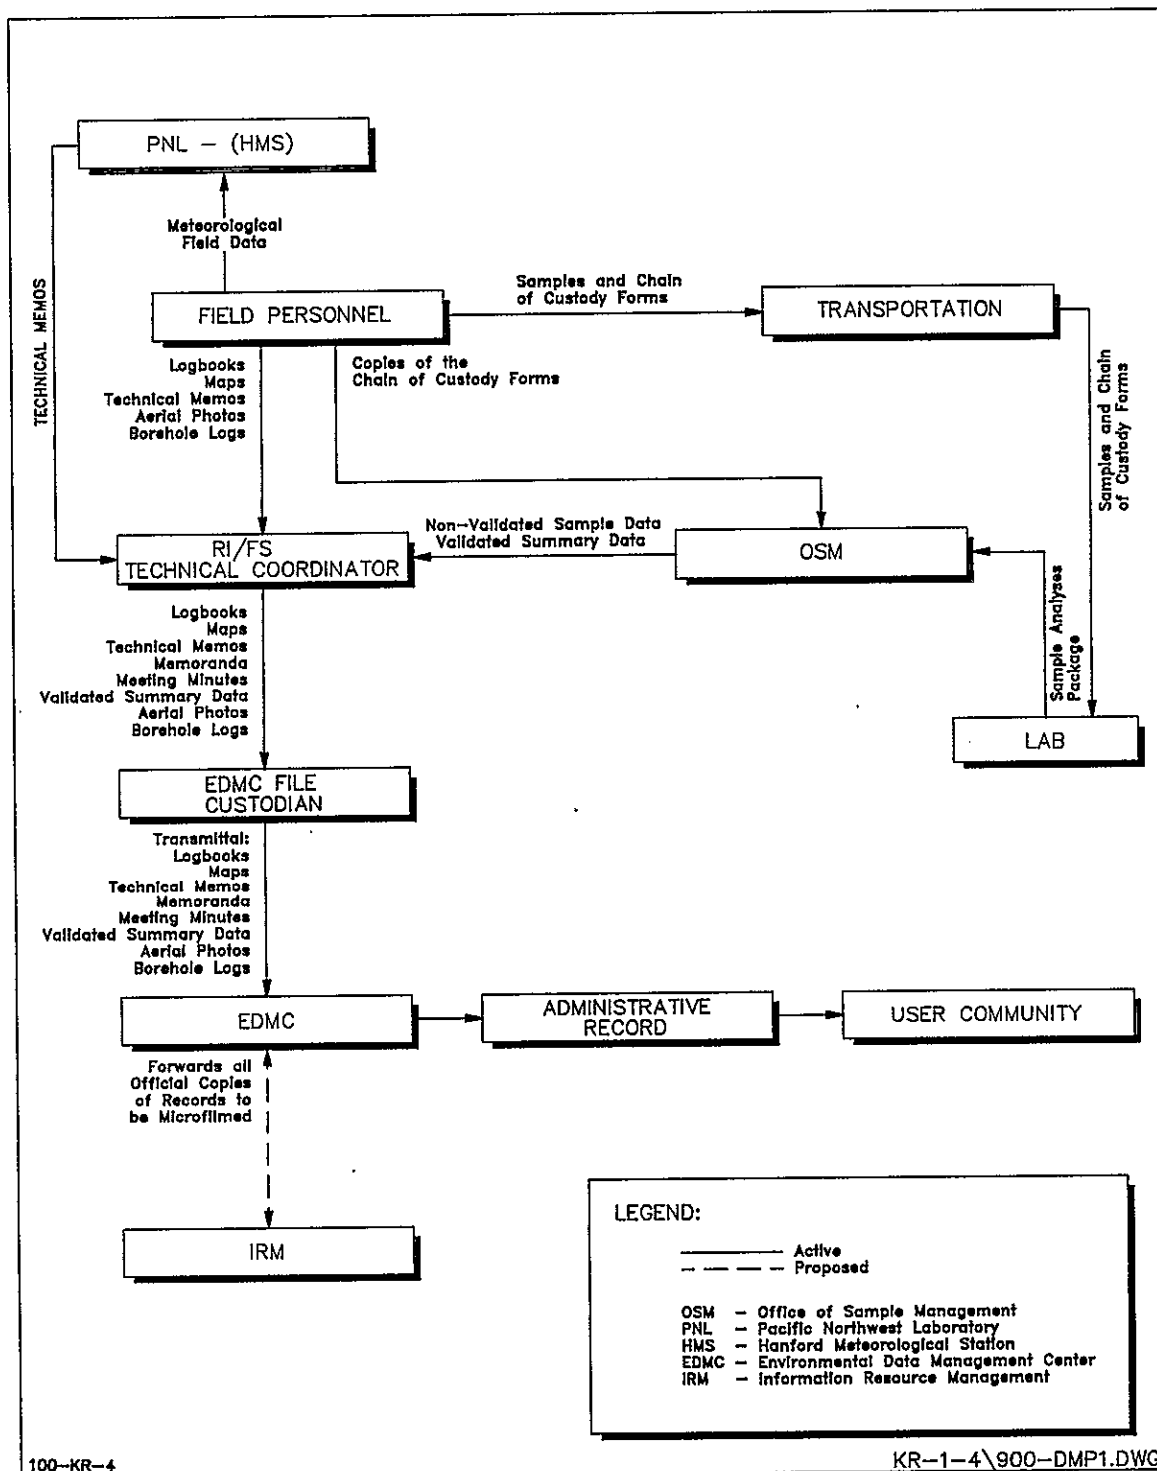 PNL - (HMS)
Meteorological
Field Data
TECHNICAL MEMOS
FIELD PERSONNEL
Samples and Chain
of Custody Forms
TRANSPORTATION
Logbooks
Maps
Technical Memos
Aerial Photos
Borehole Logs
Copies of the
Chain of Custody Forms
Samples and Chain
of Custody Forms
RI/FS
TECHNICAL COORDINATOR
Non-Validated Sample Data
Validated Summary Data
OSM
Sample Analyses
Package
LAB
Logbooks
Maps
Technical Memos
Memoranda
Meeting Minutes
Validated Summary Data
Aerial Photos
Borehole Logs
EDMC FILE
CUSTODIAN
Transmittal:
Logbooks
Maps
Technical Memos
Memoranda
Meeting Minutes
Validated Summary Data
Aerial Photos
Borehole Logs
EDMC
ADMINISTRATIVE
RECORD
USER COMMUNITY
Forwards all
Official Copies
of Records to
be Microfilmed
IRM
LEGEND:
Active
Proposed
OSM - Office of Sample Management
PNL - Pacific Northwest Laboratory
HMS - Hanford Meteorological Station
EDMC - Environmental Data Management Center
IRM - Information Resource Management
100-KR-4
KR-1-4\900-DMP1.DWG